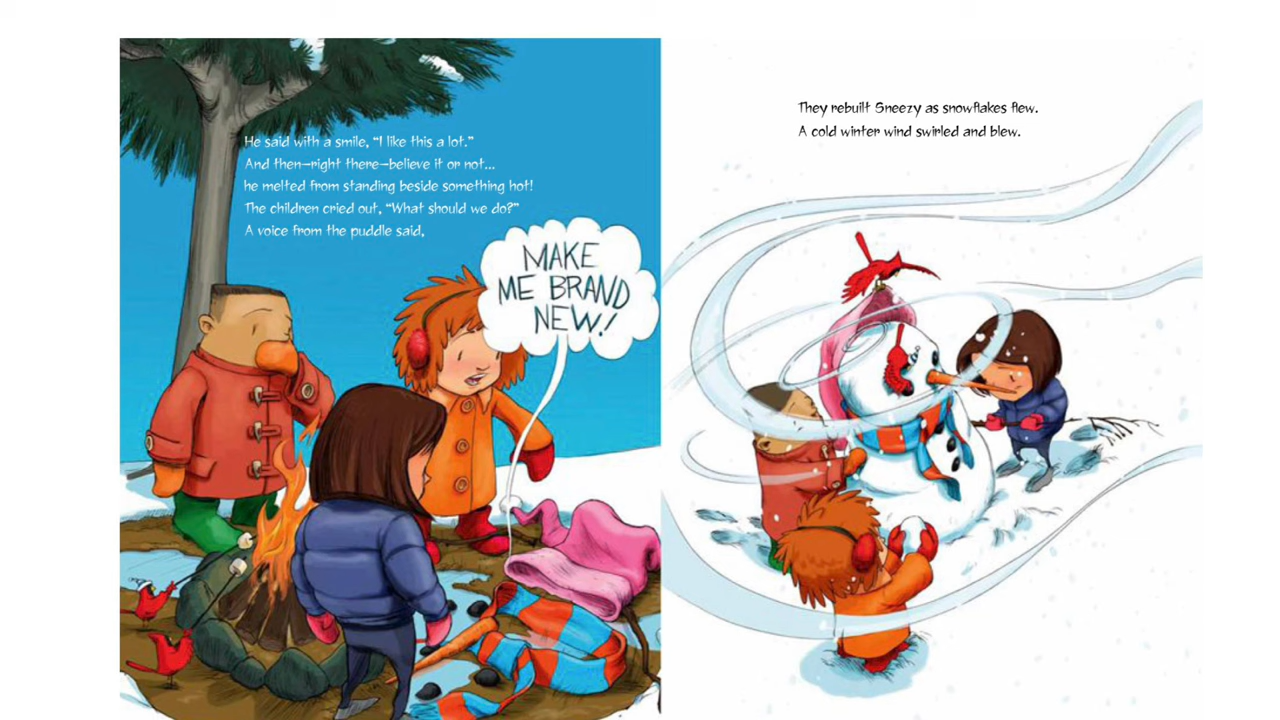 He said with a smile, “I like this a lot.”
And then—right there—believe it or not...
he melted from standing beside something hot!
The children cried out, “What should we do?”
A voice from the puddle said,
MAKE
ME BRAND
NEW!
They rebuilt Sneezy as snowflakes flew.
A cold winter wind swirled and blew.